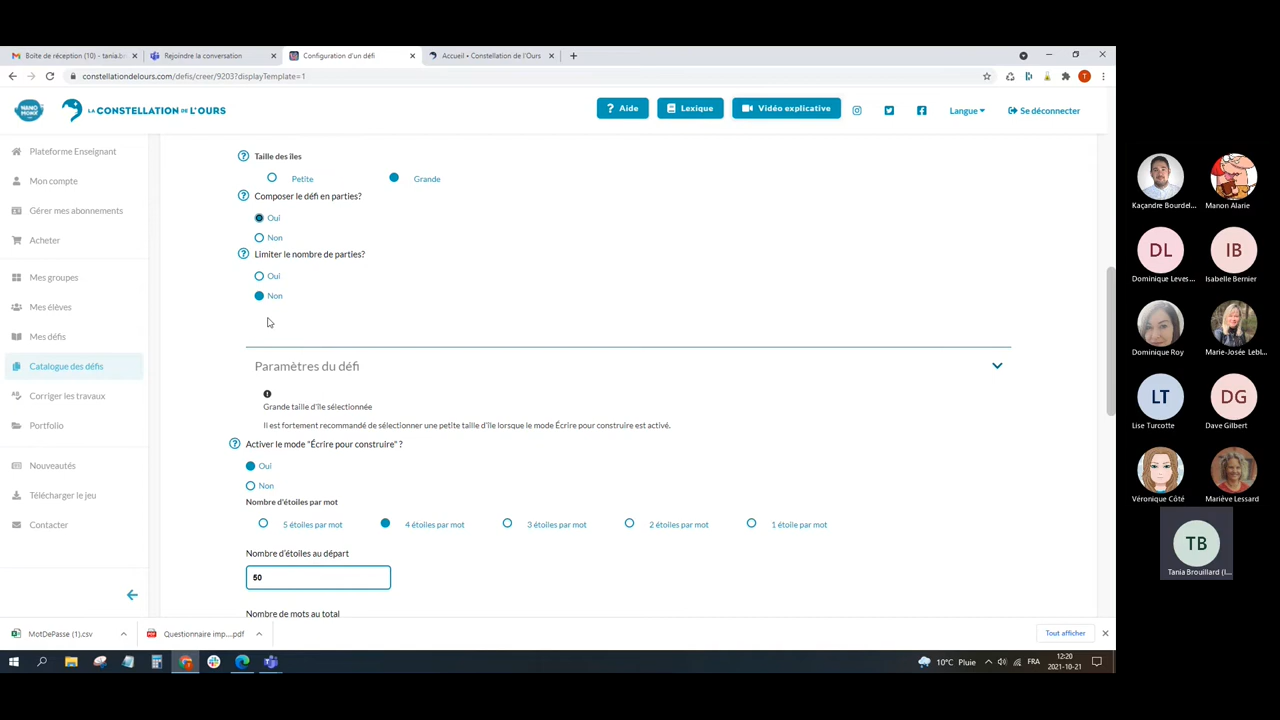 Boîte de réception (10) - tania.b
Rejoindre la conversation
Configuration d'un défi
Accueil • Constellation de l'Ours
constellationdelours.com/defis/creer/9203?displayTemplate=1
T
NANO MONX
LA CONSTELLATION DE L'OURS
? Aide
Lexique
Vidéo explicative
Langue
Se déconnecter
Plateforme Enseignant
Mon compte
Gérer mes abonnements
Acheter
Mes groupes
Mes élèves
Mes défis
Catalogue des défis
Corriger les travaux
Portfolio
Nouveautés
Télécharger le jeu
Contacter
? Taille des îles
Petite
Grande
? Composer le défi en parties?
Oui
Non
? Limiter le nombre de parties?
Oui
Non
Paramètres du défi
Grande taille d'île sélectionnée
Il est fortement recommandé de sélectionner une petite taille d'île lorsque le mode Écrire pour construire est activé.
? Activer le mode "Écrire pour construire" ?
Oui
Non
Nombre d'étoiles par mot
5 étoiles par mot
4 étoiles par mot
3 étoiles par mot
2 étoiles par mot
1 étoile par mot
Nombre d'étoiles au départ
50
Nombre de mots au total
MotDePasse (1).csv
Questionnaire imp....pdf
Tout afficher
10°C Pluie
FRA
12:20
2021-10-21
Kaçandre Bourdel...
Manon Alarie
DL
Dominique Leves...
IB
Isabelle Bernier
Dominique Roy
Marie-Josée Lebl...
LT
Lise Turcotte
DG
Dave Gilbert
Véronique Côté
Mariève Lessard
TB
Tania Brouillard (I...